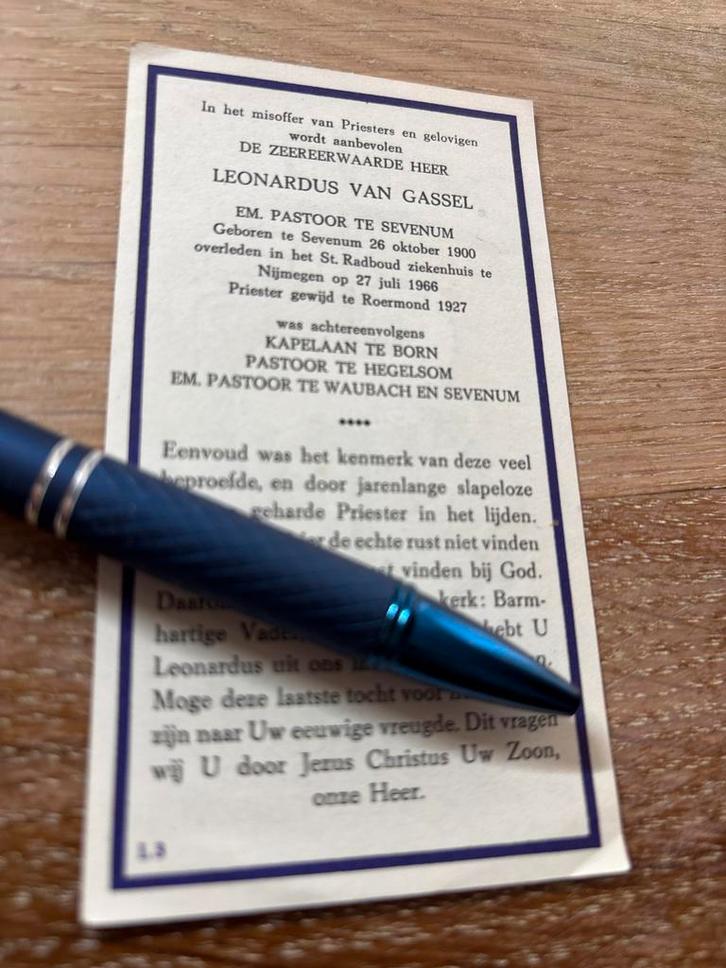 In het misoffer van Priesters en gelovigen
wordt aanbevolen
DE ZEEREERWAARDE HEER
LEONARDUS VAN GASSEL
EM. PASTOOR TE SEVENUM
Geboren te Sevenum 26 oktober 1900
overleden in het St. Radboud ziekenhuis te
Nijmegen op 27 juli 1966
Priester gewijd te Roermond 1927
was achtereenvolgens
KAPELAAN TE BORN
PASTOOR TE HEGELSOM
EM. PASTOOR TE WAUBACH EN SEVENUM
Eenvoud was het kenmerk van deze veel
beproefde, en door jarenlange slapeloze
geharde Priester in het lijden.
de echte rust niet vinden
vinden bij God.
kerk: Barm-
hartige U
Leonardus uit ons
Moge deze laatste tocht voor
zijn naar Uw eeuwige vreugde. Dit vragen
wij U door Jezus Christus Uw Zoon,
onze Heer.
L3